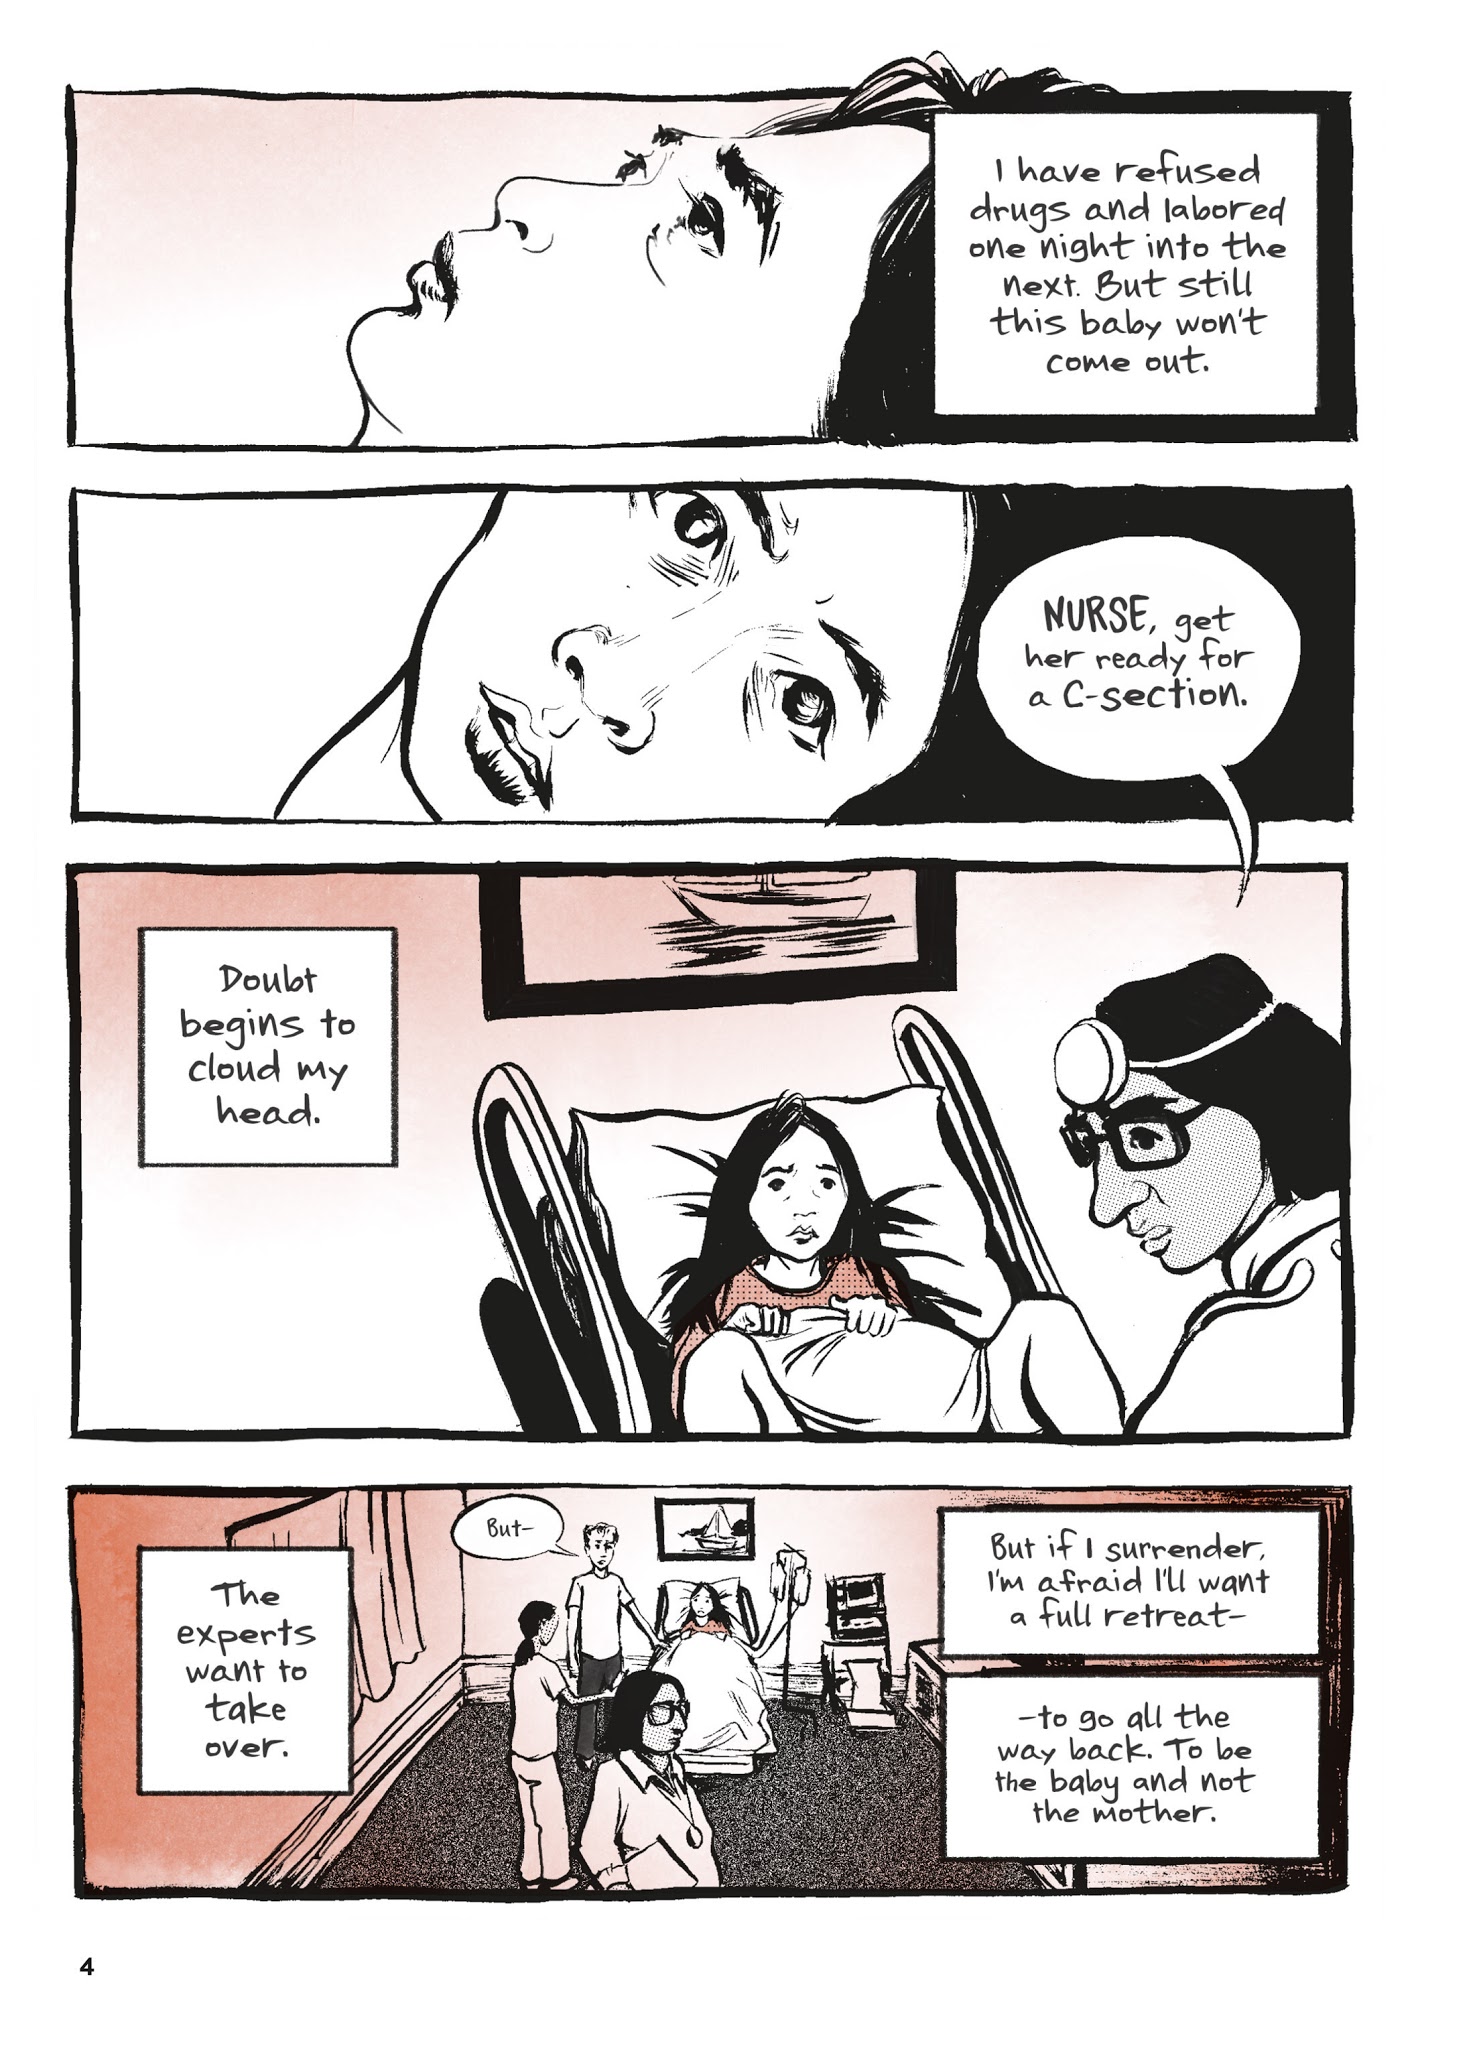 I have refused
drugs and labored
one night into the
next. But still
this baby won't
come out.
NURSE, get
her ready for
a C-section.
Doubt
begins to
cloud my
head.
But—
The
experts
want to
take
over.
But if I surrender,
I'm afraid I'll want
a full retreat—
—to go all the
way back. To be
the baby and not
the mother.
4